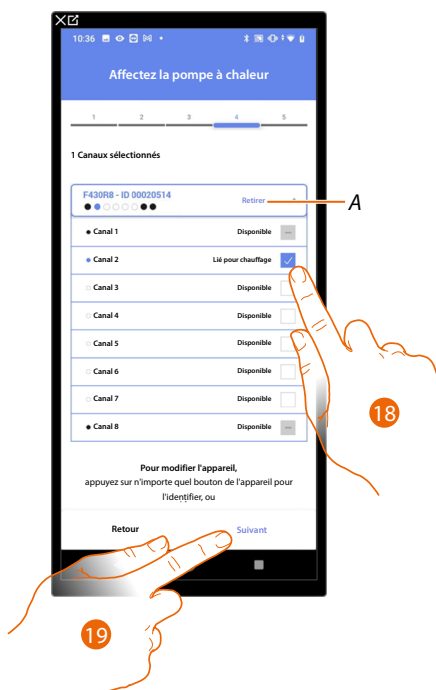 10:36
Affectez la pompe à chaleur
1 2 3 4 5
1 Canaux sélectionnés
F430R8 - ID 00020514
Retirer
A
Canal 1 Disponible
Canal 2 Lié pour chauffage
Canal 3 Disponible
Canal 4 Disponible
Canal 5 Disponible
Canal 6 Disponible
Canal 7 Disponible
Canal 8 Disponible
18
Pour modifier l'appareil,
appuyez sur n'importe quel bouton de l'appareil pour
l'identifier, ou
Retour Suivant
19